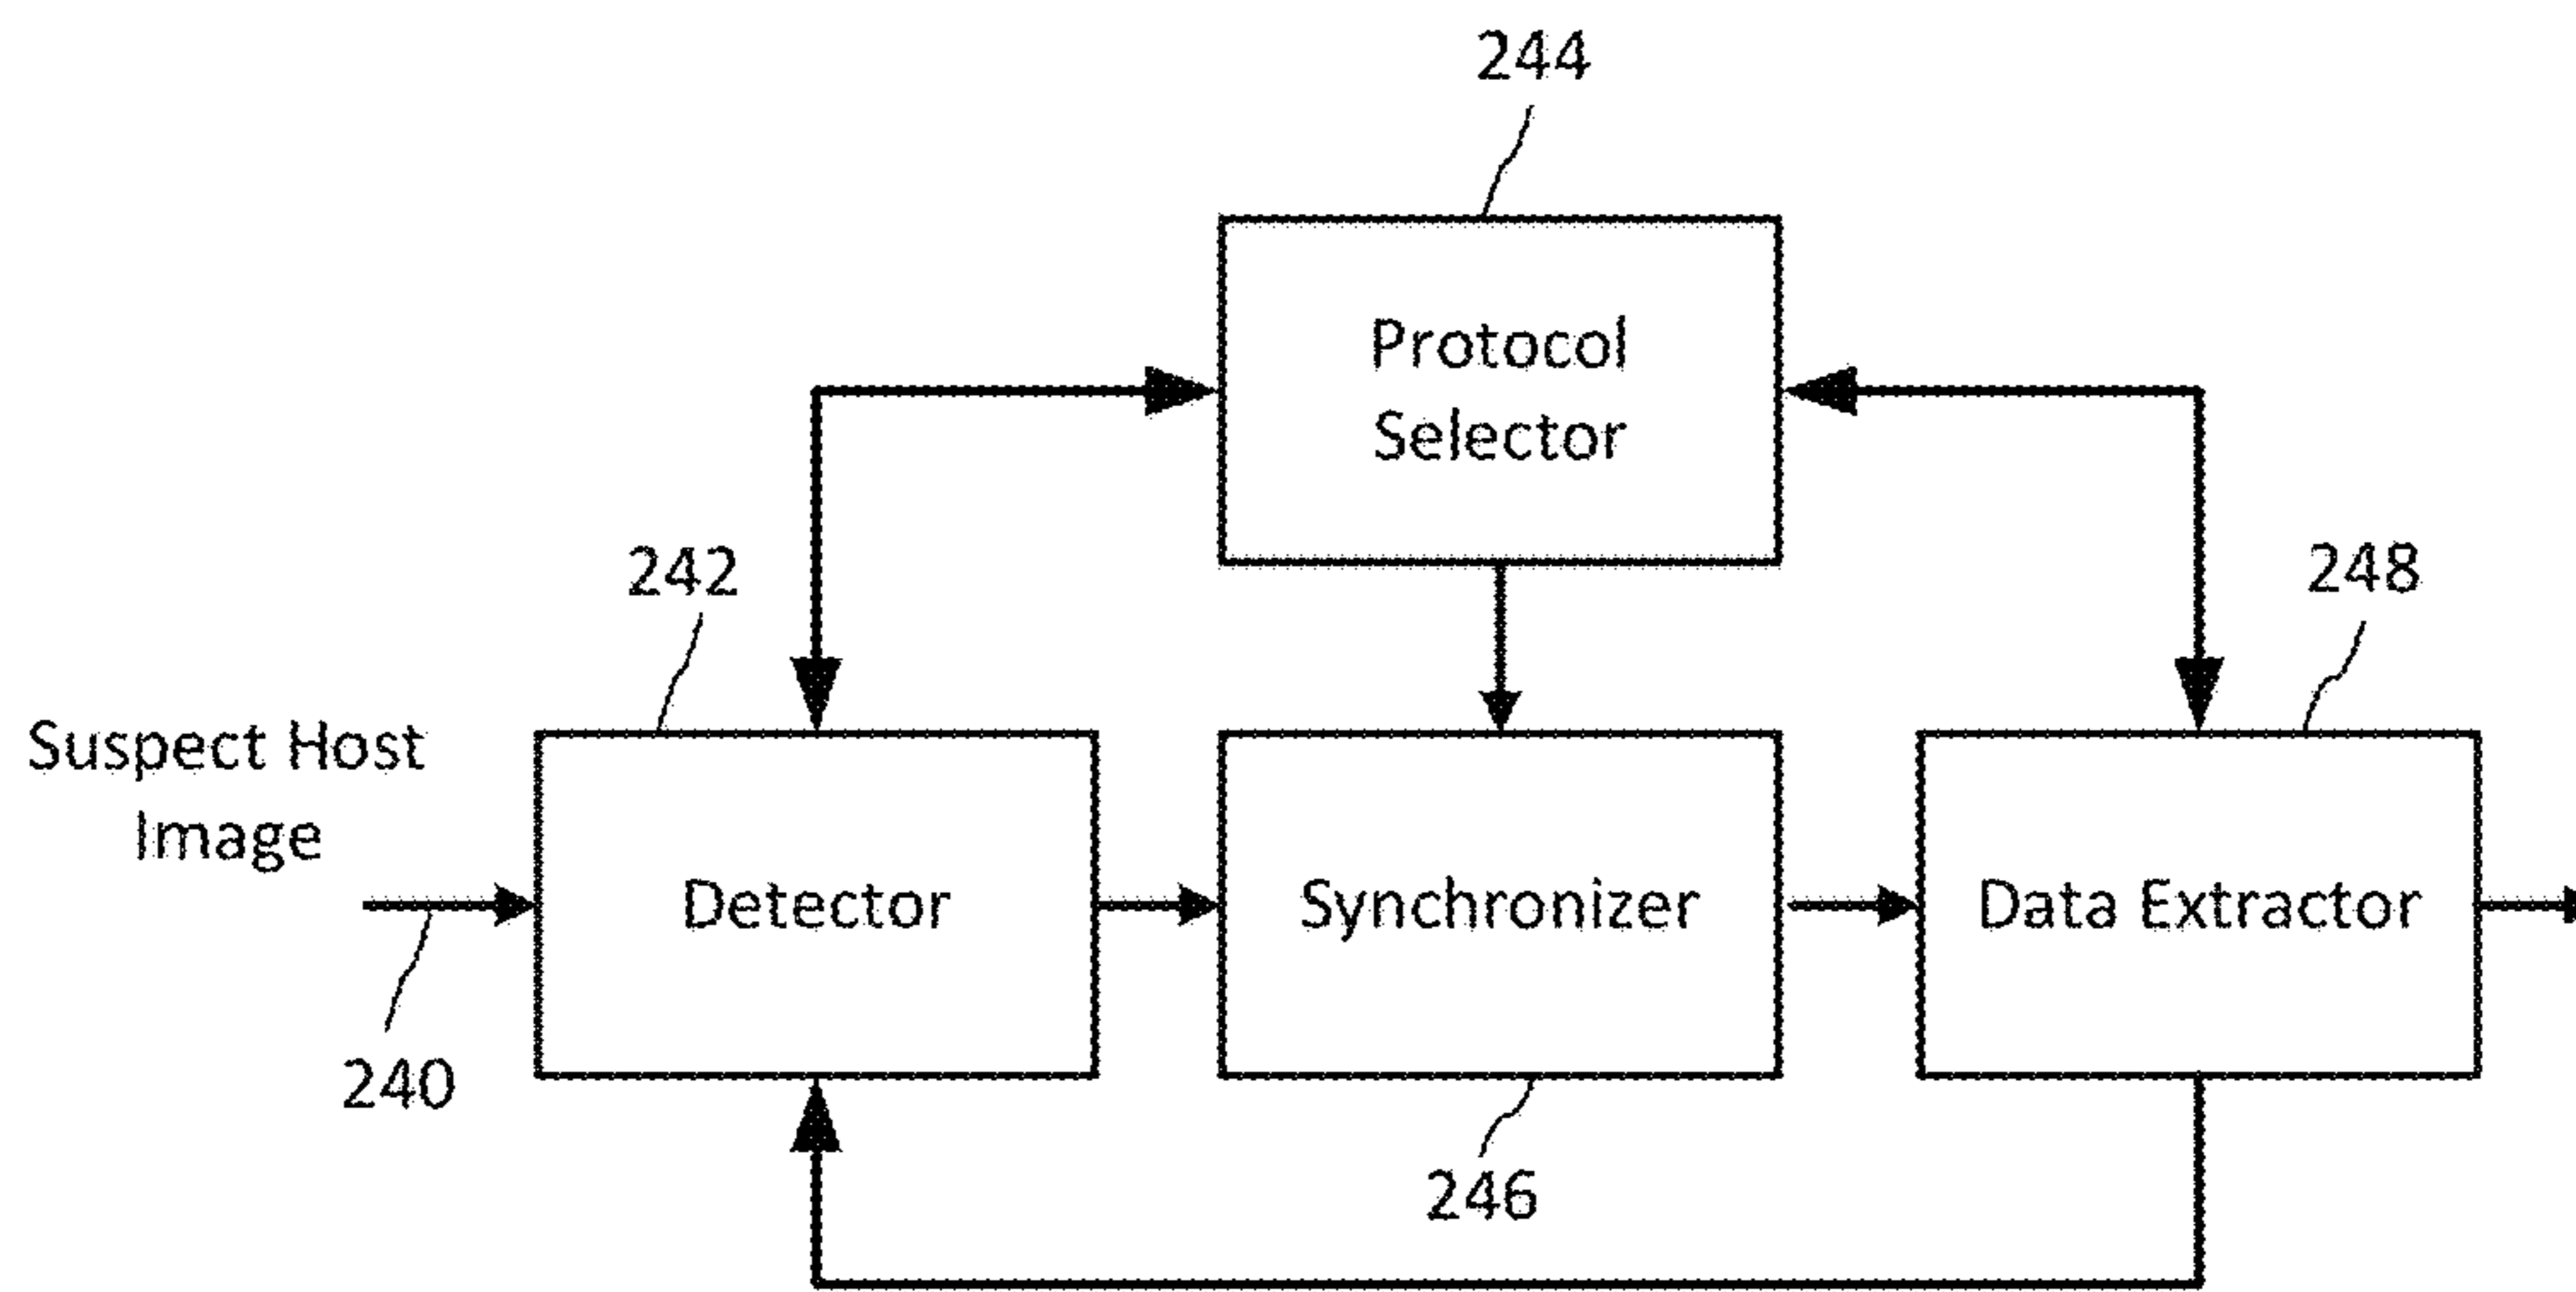 244
Protocol
Selector
242
248
Suspect Host
Image
Detector
Synchronizer
Data Extractor
240
246